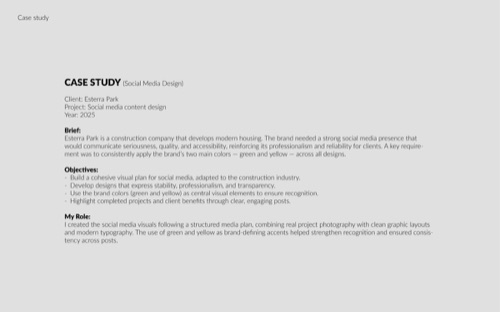 Case study
CASE STUDY (Social Media Design)
Client: Esterra Park
Project: Social media content design
Year: 2025
Brief:
Esterra Park is a construction company that develops modern housing. The brand needed a strong social media presence that
would communicate seriousness, quality, and accessibility, reinforcing its professionalism and reliability for clients. A key require-
ment was to consistently apply the brand's two main colors — green and yellow — across all designs.
Objectives:
- Build a cohesive visual plan for social media, adapted to the construction industry.
- Develop designs that express stability, professionalism, and transparency.
- Use the brand colors (green and yellow) as central visual elements to ensure recognition.
- Highlight completed projects and client benefits through clear, engaging posts.
My Role:
I created the social media visuals following a structured media plan, combining real project photography with clean graphic layouts
and modern typography. The use of green and yellow as brand-defining accents helped strengthen recognition and ensured consis-
tency across posts.